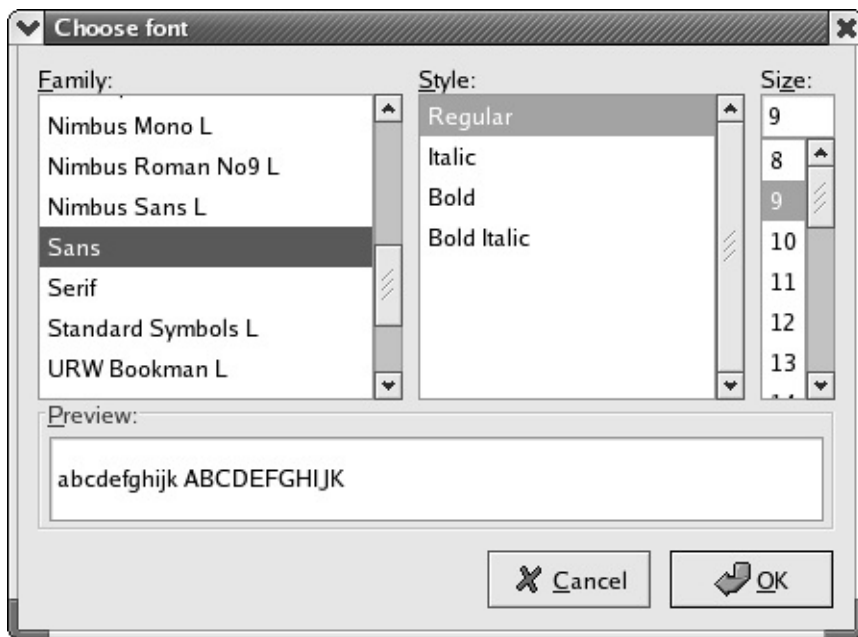 Choose font
Family:
Style:
Size:
Nimbus Mono L
Nimbus Roman No9 L
Nimbus Sans L
Sans
Serif
Standard Symbols L
URW Bookman L
Regular
Italic
Bold
Bold Italic
9
8
9
10
11
12
13
Preview:
abcdefghijk ABCDEFGHIJK
Cancel
OK